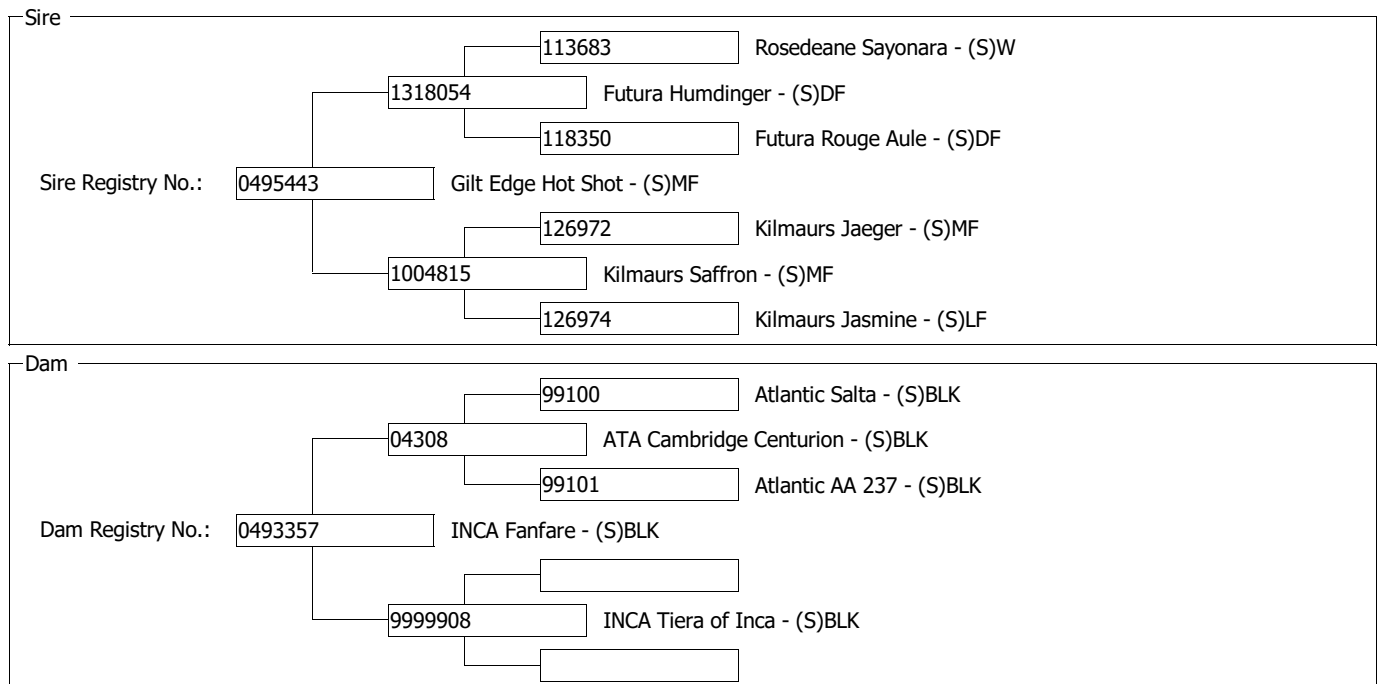 Sire
113683 Rosedeane Sayonara - (S)W
1318054 Futura Humdinger - (S)DF
118350 Futura Rouge Aule - (S)DF
Sire Registry No.: 0495443 Gilt Edge Hot Shot - (S)MF
126972 Kilmaurs Jaeger - (S)MF
1004815 Kilmaurs Saffron - (S)MF
126974 Kilmaurs Jasmine - (S)LF
Dam
99100 Atlantic Salta - (S)BLK
04308 ATA Cambridge Centurion - (S)BLK
99101 Atlantic AA 237 - (S)BLK
Dam Registry No.: 0493357 INCA Fanfare - (S)BLK
9999908 INCA Tiera of Inca - (S)BLK